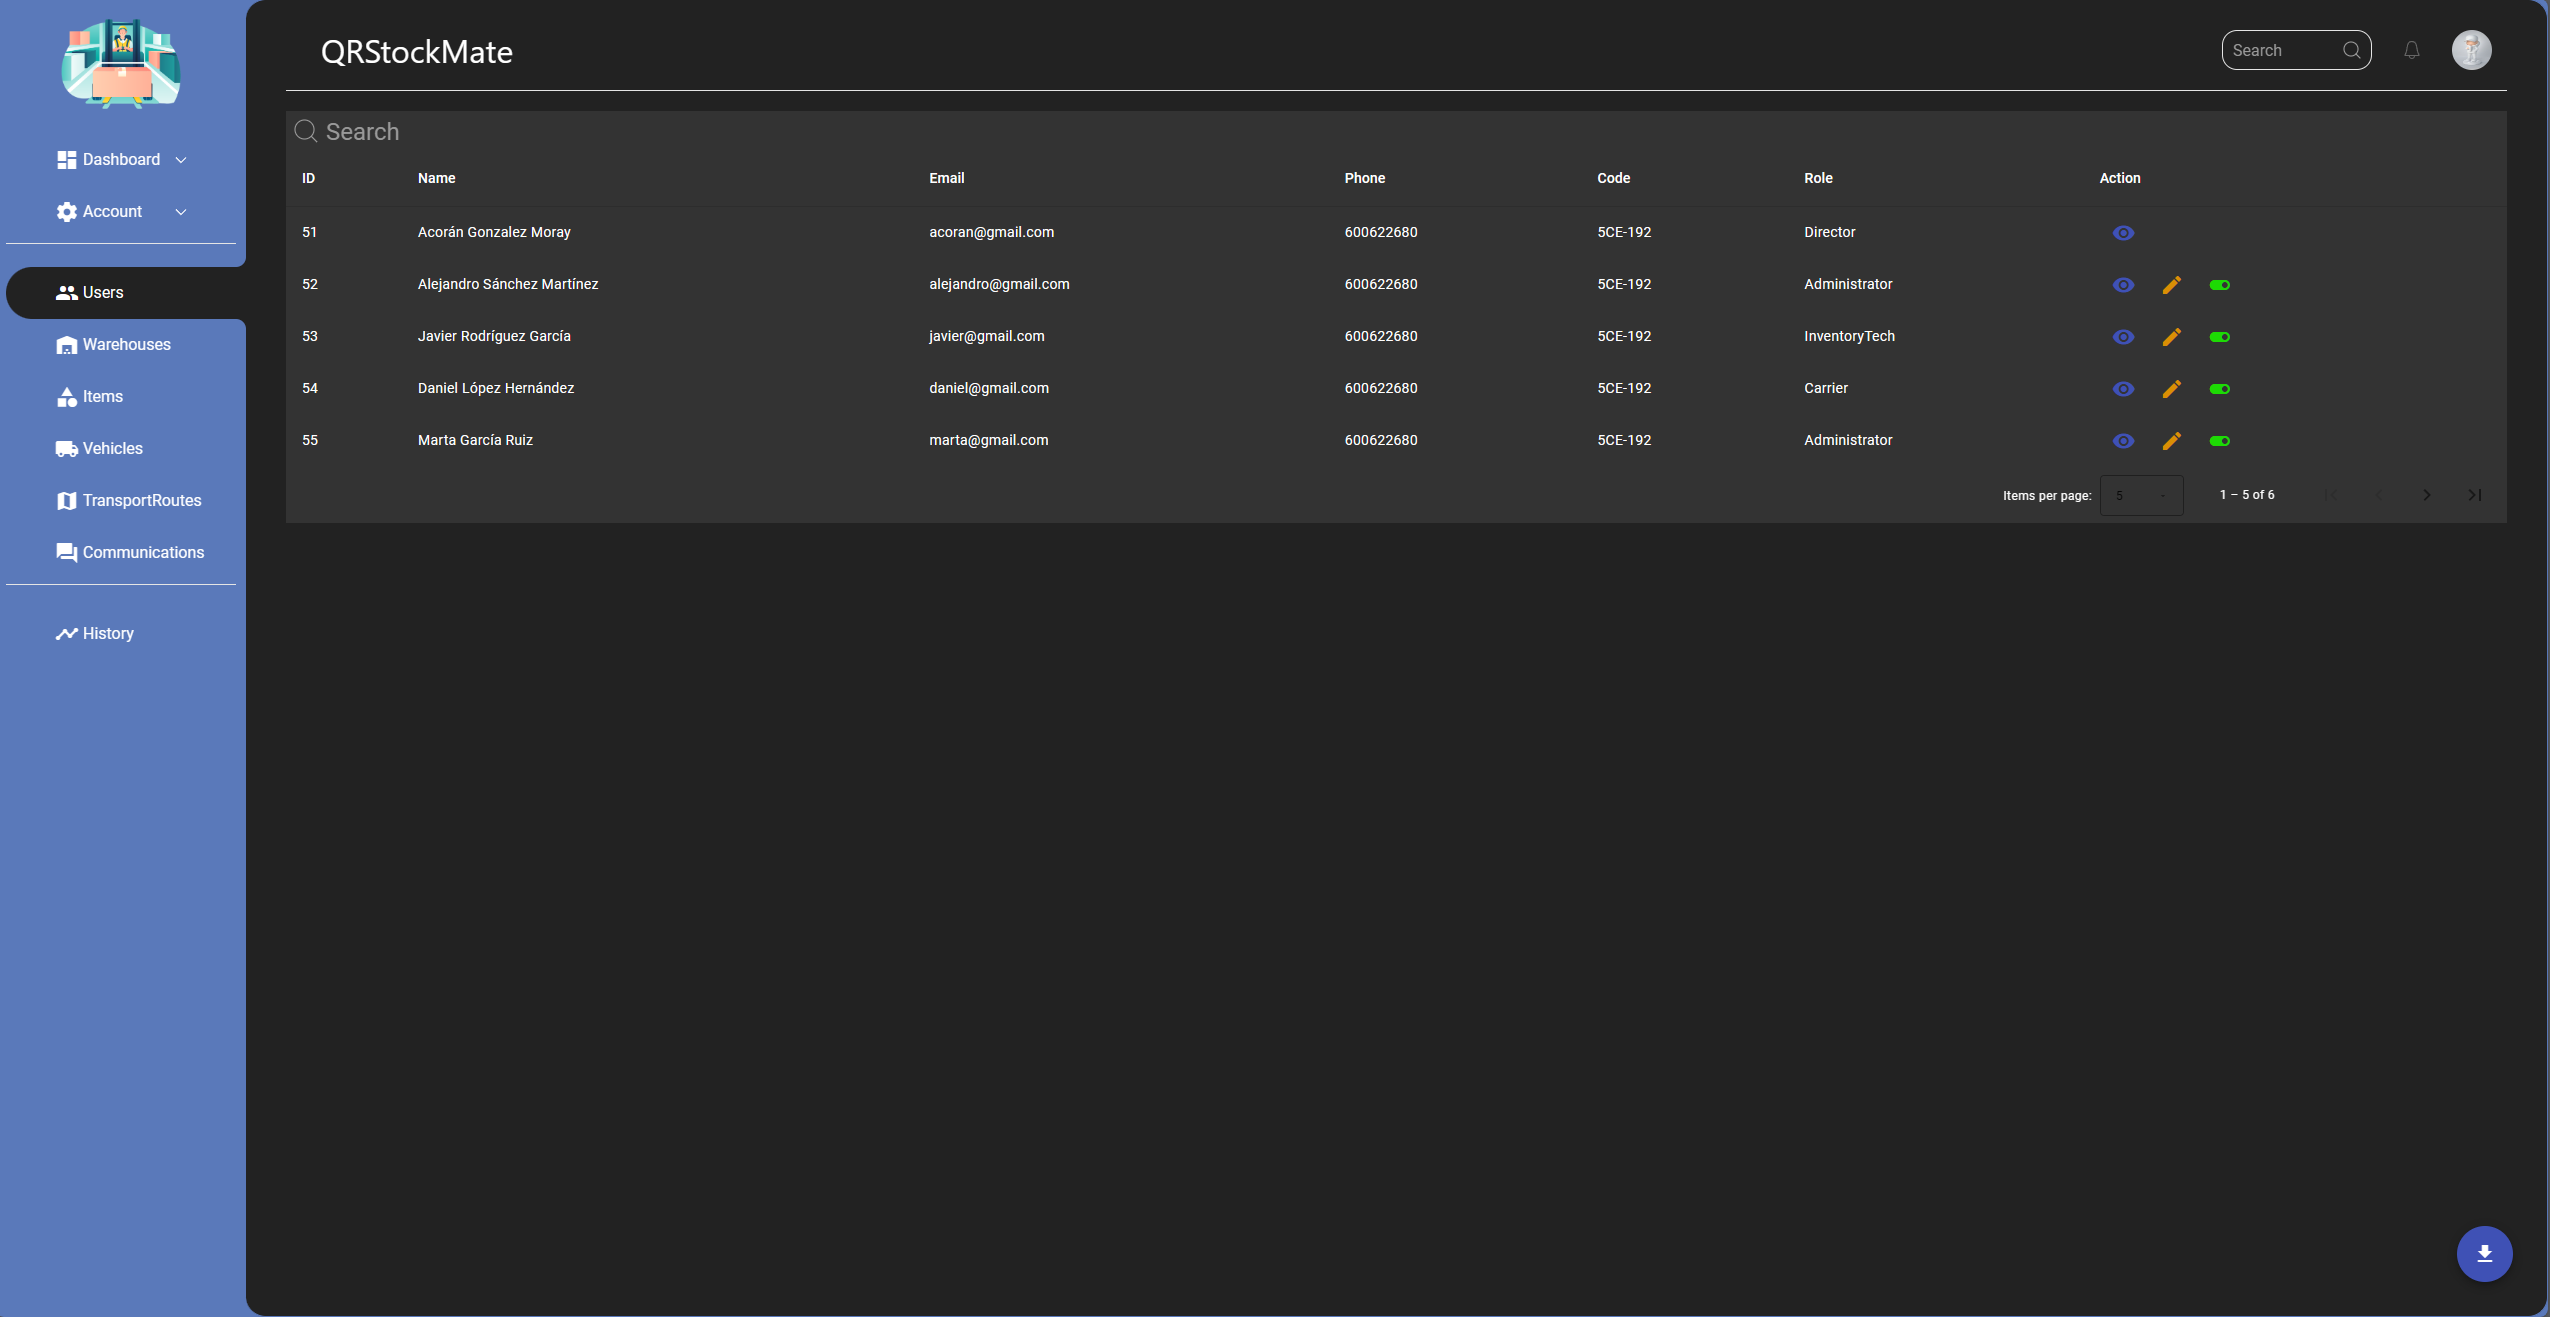 QRStockMate
Search
Dashboard
Account
Users
Warehouses
Items
Vehicles
TransportRoutes
Communications
History
Search
ID Name Email Phone Code Role Action
51 Acorán Gonzalez Moray acoran@gmail.com 600622680 5CE-192 Director
52 Alejandro Sánchez Martínez alejandro@gmail.com 600622680 5CE-192 Administrator
53 Javier Rodríguez García javier@gmail.com 600622680 5CE-192 InventoryTech
54 Daniel López Hernández daniel@gmail.com 600622680 5CE-192 Carrier
55 Marta García Ruiz marta@gmail.com 600622680 5CE-192 Administrator
Items per page: 5 1 – 5 of 6